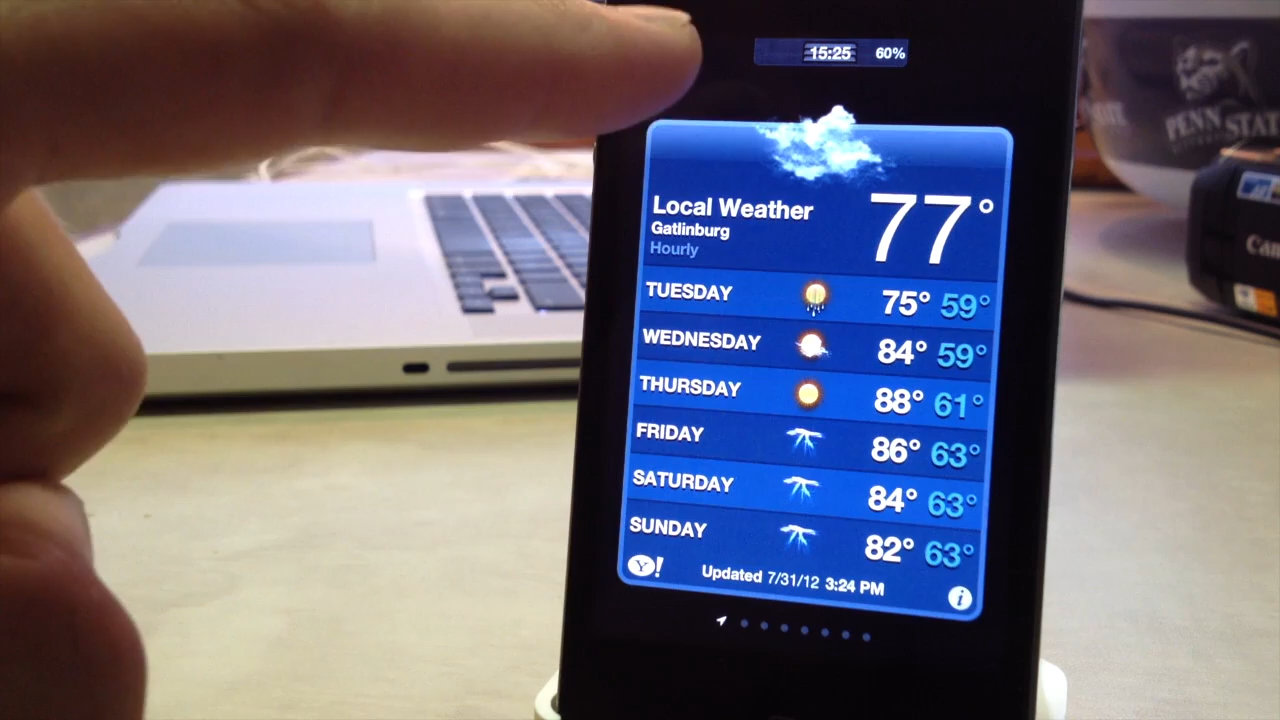 15:25 60%
PENN STATE
Local Weather
77°
Gatlinburg
Hourly
TUESDAY 75° 59°
WEDNESDAY 84° 59°
THURSDAY 88° 61°
FRIDAY 86° 63°
SATURDAY 84° 63°
SUNDAY 82° 63°
Y! Updated 7/31/12 3:24 PM i